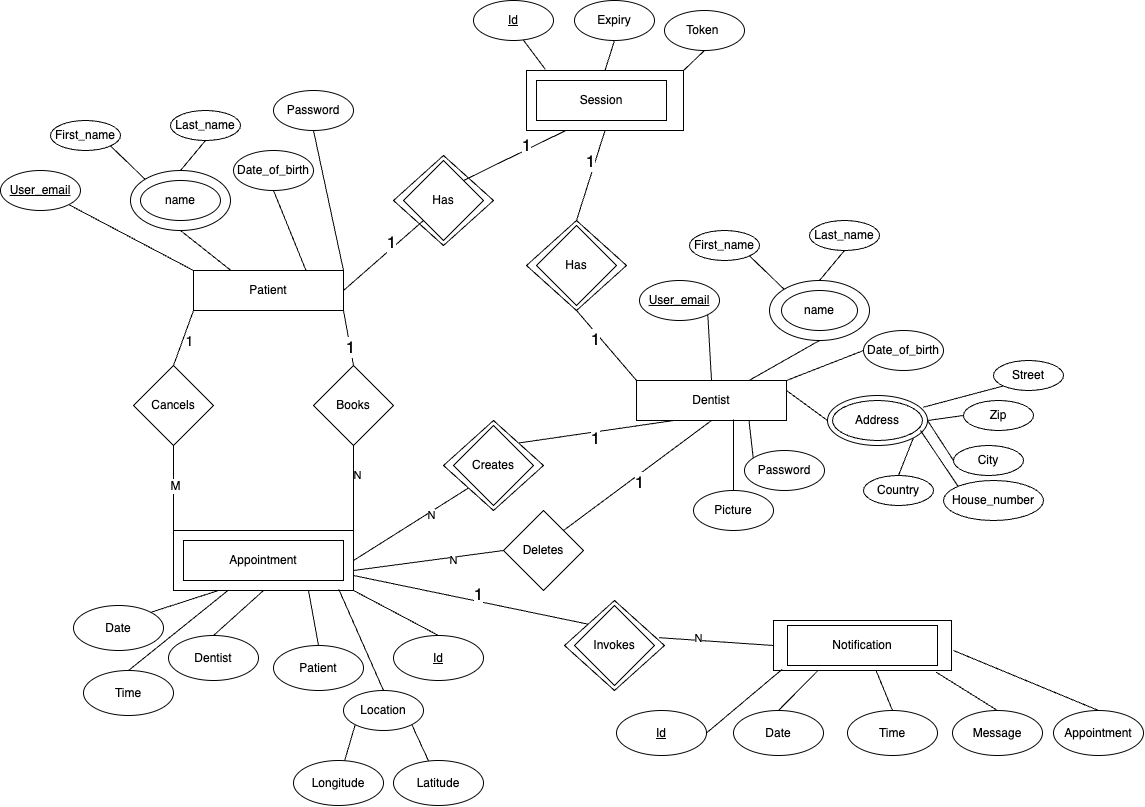 Id
Expiry
Token
Session
Password
First_name
Last_name
Date_of_birth
User_email
name
1
1
Has
1
1
Has
Patient
First_name
Last_name
User_email
name
1
1
1
Date_of_birth
Street
Cancels
Books
Dentist
Address
Zip
1
City
Creates
Password
Country
House_number
M
N
1
Picture
N
Deletes
N
Appointment
1
Date
Dentist
Patient
Id
Invokes
N
Notification
Time
Location
Id
Date
Time
Message
Appointment
Longitude
Latitude